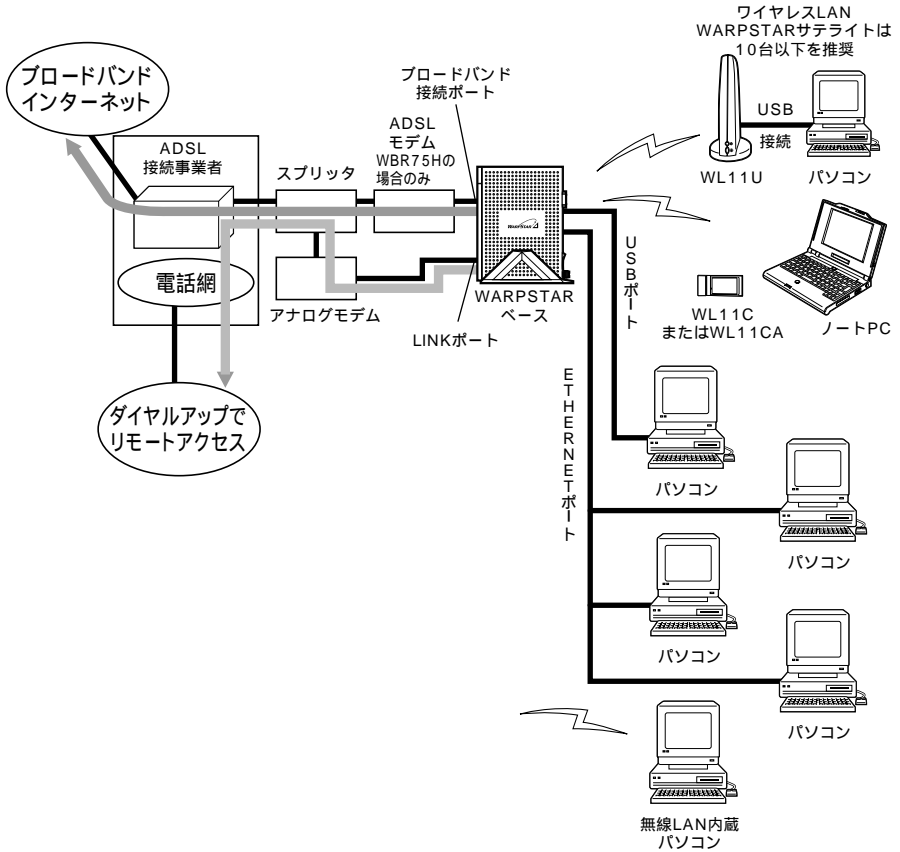 ワイヤレスLAN
WARPSTARサテライトは
10台以下を推奨
ブロードバンド
インターネット
ブロードバンド
接続ポート
USB
接続
WL11U
パソコン
ADSL
接続事業者
スプリッタ
ADSL
モデム
WBR75Hの
場合のみ
WARPSTAR
電話網
アナログモデム
WARPSTAR
ベース
LINKポート
USBポート
WL11C
またはWL11CA
ノートPC
ダイヤルアップで
リモートアクセス
ETHERNETポート
パソコン
パソコン
パソコン
パソコン
無線LAN内蔵
パソコン